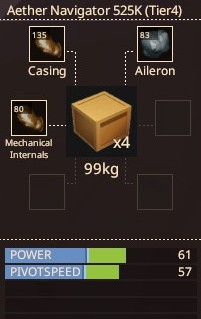 Aether Navigator 525K (Tier4)
135
83
Casing
Aileron
80
x4
Mechanical
Internals
99kg
POWER 61
PIVOTSPEED 57